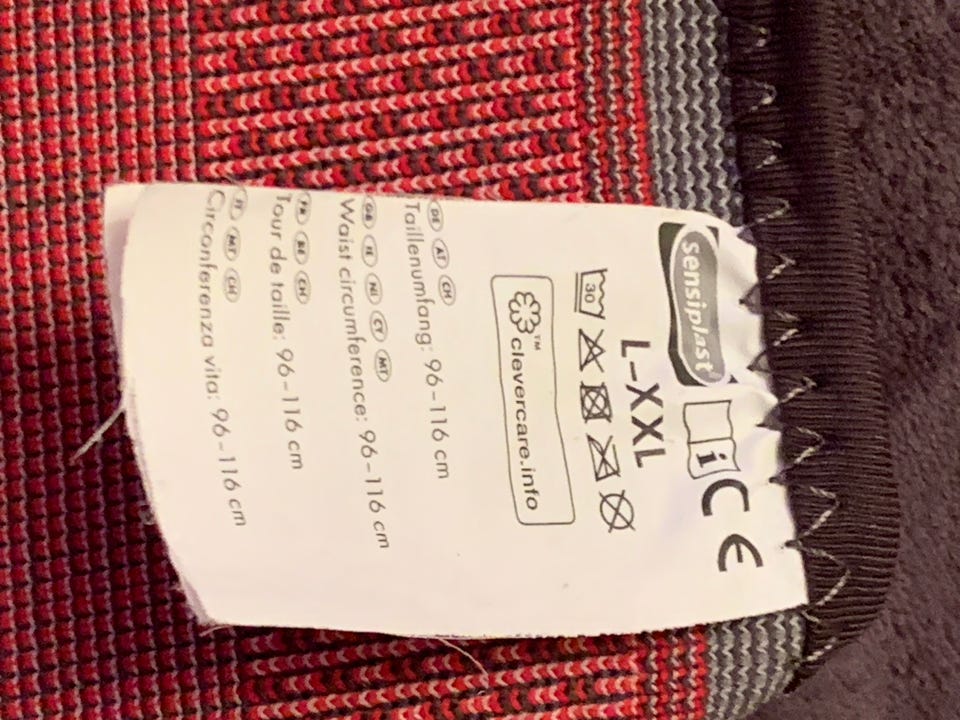 sensiplast
i CE
L-XXL
30
clevercare.info™
DE AT CH
Taillenumfang: 96-116 cm
GB IE NI CY MT
Waist circumference: 96-116 cm
FR BE CH
Tour de taille: 96-116 cm
IT MT CH
Circonferenza vita: 96-116 cm